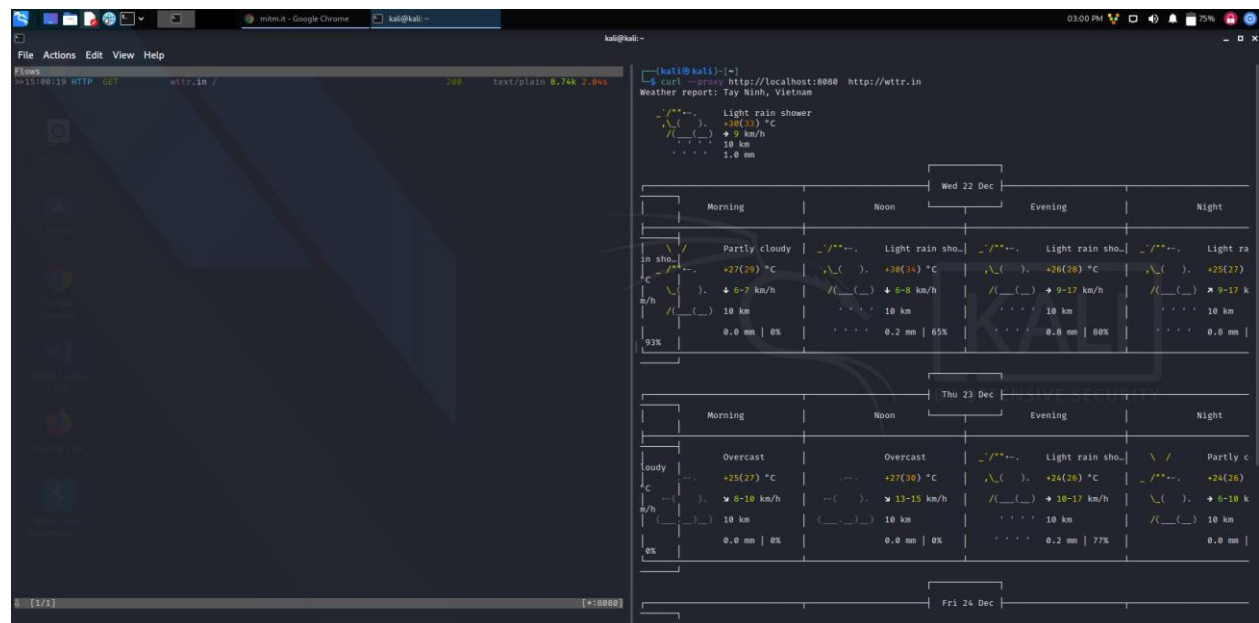 mitm.it - Google Chrome
kali@kali: ~
03:00 PM
75%
kali@kali: ~
File Actions Edit View Help
Flows
>>15:00:19 HTTP GET wttr.in / 200 text/plain 8.74k 2.04s
[1/1] [*:8080]
(kali㉿kali)-[~]
$ curl --proxy http://localhost:8080 http://wttr.in
Weather report: Tay Ninh, Vietnam
Light rain shower
+30(33) °C
→ 9 km/h
10 km
1.0 mm
Wed 22 Dec
Morning Noon Evening Night
Partly cloudy Light rain sho… Light rain sho… Light ra
in sho…
+27(29) °C +30(34) °C +26(28) °C +25(27)
°C
↓ 6-7 km/h ↓ 6-8 km/h → 9-17 km/h ↗ 9-17 k
m/h
10 km 10 km 10 km 10 km
0.0 mm | 0% 0.2 mm | 65% 0.8 mm | 80% 0.8 mm |
93%
Thu 23 Dec
Morning Noon Evening Night
Overcast Overcast Light rain sho… Partly c
loudy
+25(27) °C +27(30) °C +24(26) °C +24(26)
°C
↘ 8-10 km/h ↘ 13-15 km/h → 10-17 km/h → 6-10 k
m/h
10 km 10 km 10 km 10 km
0.0 mm | 0% 0.0 mm | 0% 0.2 mm | 77% 0.0 mm |
0%
Fri 24 Dec
KALI
BY OFFENSIVE SECURITY